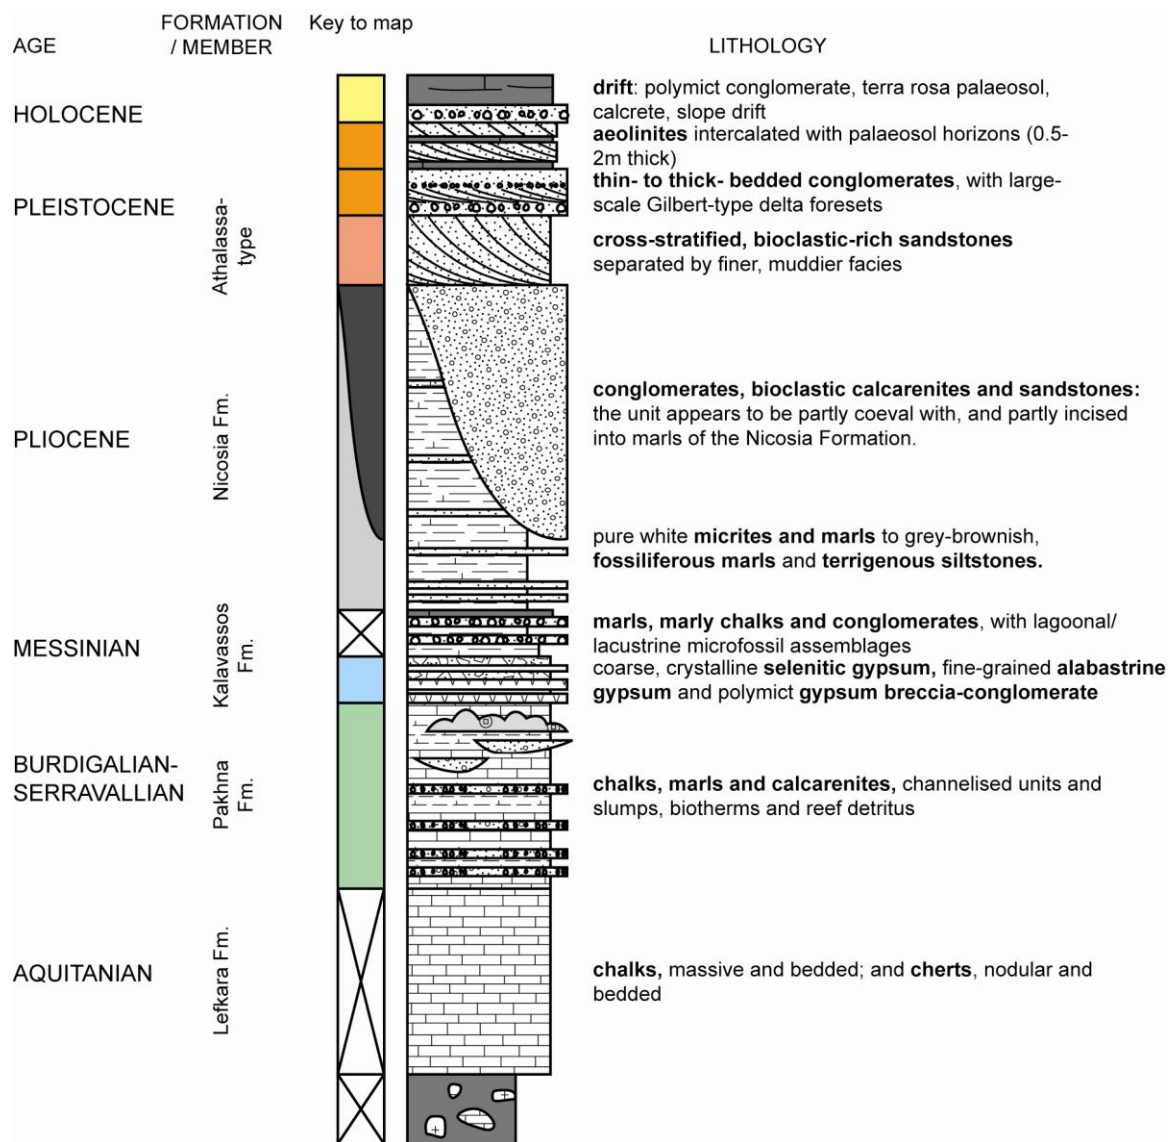 FORMATION
/ MEMBER
Key to map
AGE
LITHOLOGY
HOLOCENE
drift: polymict conglomerate, terra rosa palaeosol,
calcrete, slope drift
aeolinites intercalated with palaeosol horizons (0.5-
2m thick)
PLEISTOCENE
thin- to thick- bedded conglomerates, with large-
scale Gilbert-type delta foresets
Athalassa-
type
cross-stratified, bioclastic-rich sandstones
separated by finer, muddier facies
PLIOCENE
Nicosia Fm.
conglomerates, bioclastic calcarenites and sandstones:
the unit appears to be partly coeval with, and partly incised
into marls of the Nicosia Formation.
pure white micrites and marls to grey-brownish,
fossiliferous marls and terrigenous siltstones.
MESSINIAN
Kalavassos
Fm.
marls, marly chalks and conglomerates, with lagoonal/
lacustrine microfossil assemblages
coarse, crystalline selenitic gypsum, fine-grained alabastrine
gypsum and polymict gypsum breccia-conglomerate
BURDIGALIAN-
SERRAVALLIAN
Pakhna
Fm.
chalks, marls and calcarenites, channelised units and
slumps, biotherms and reef detritus
AQUITANIAN
Lefkara Fm.
chalks, massive and bedded; and cherts, nodular and
bedded